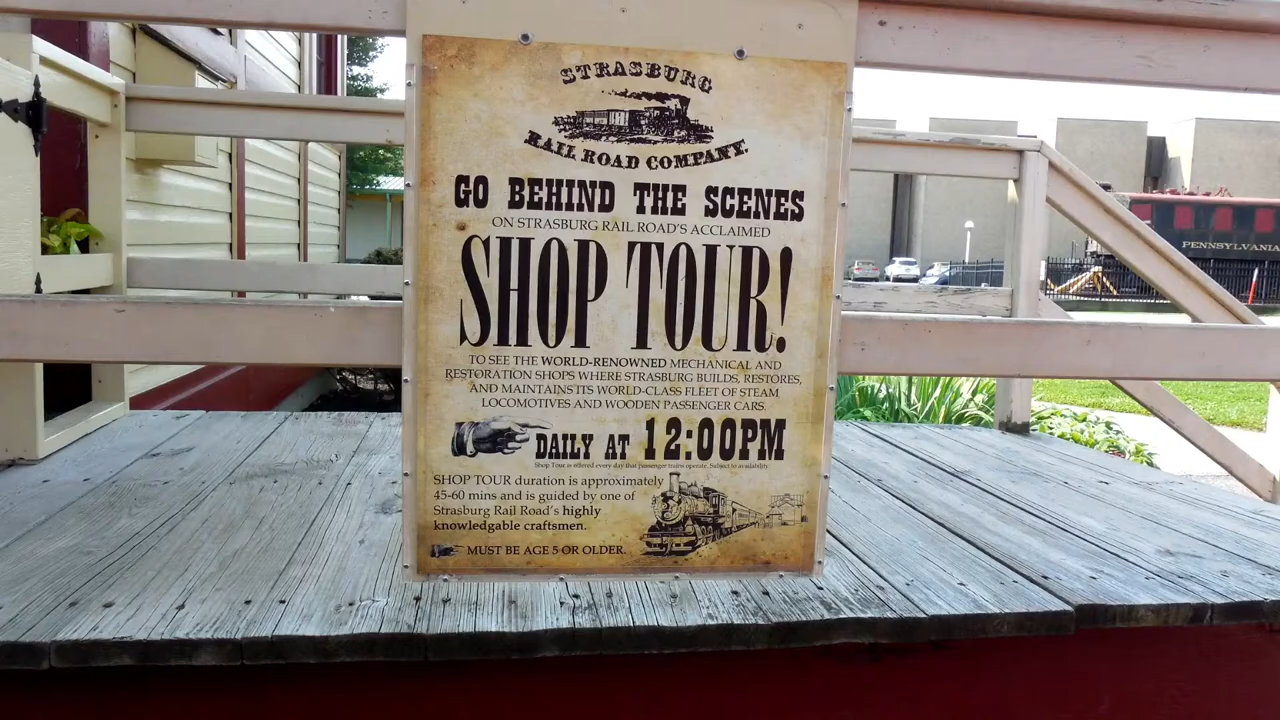 STRASBURG
RAIL ROAD COMPANY.
GO BEHIND THE SCENES
ON STRASBURG RAIL ROAD'S ACCLAIMED
SHOP TOUR!
TO SEE THE WORLD-RENOWNED MECHANICAL AND
RESTORATION SHOPS WHERE STRASBURG BUILDS, RESTORES,
AND MAINTAINS ITS WORLD-CLASS FLEET OF STEAM
LOCOMOTIVES AND WOODEN PASSENGER CARS.
DAILY AT 12:00PM
Shop Tour is offered every day that passenger trains operate. Subject to availability.
SHOP TOUR duration is approximately
45-60 mins and is guided by one of
Strasburg Rail Road's highly
knowledgable craftsmen.
MUST BE AGE 5 OR OLDER.
PENNSYLVANIA